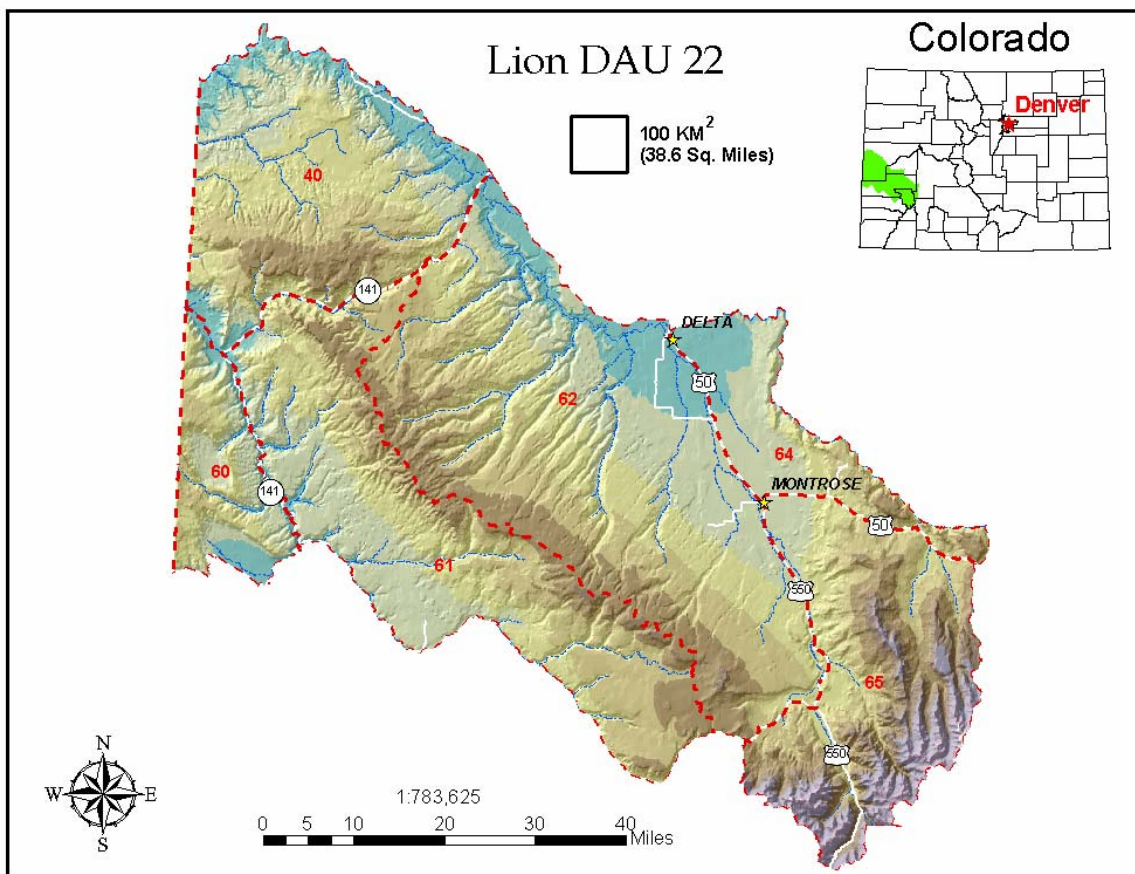 Lion DAU 22
Colorado
Denver
100 KM²
(38.6 Sq. Miles)
40
141
DELTA
50
62
64
60
MONTROSE
141
50
61
550
65
550
N
W E
S
1:783,625
0 5 10 20 30 40
Miles